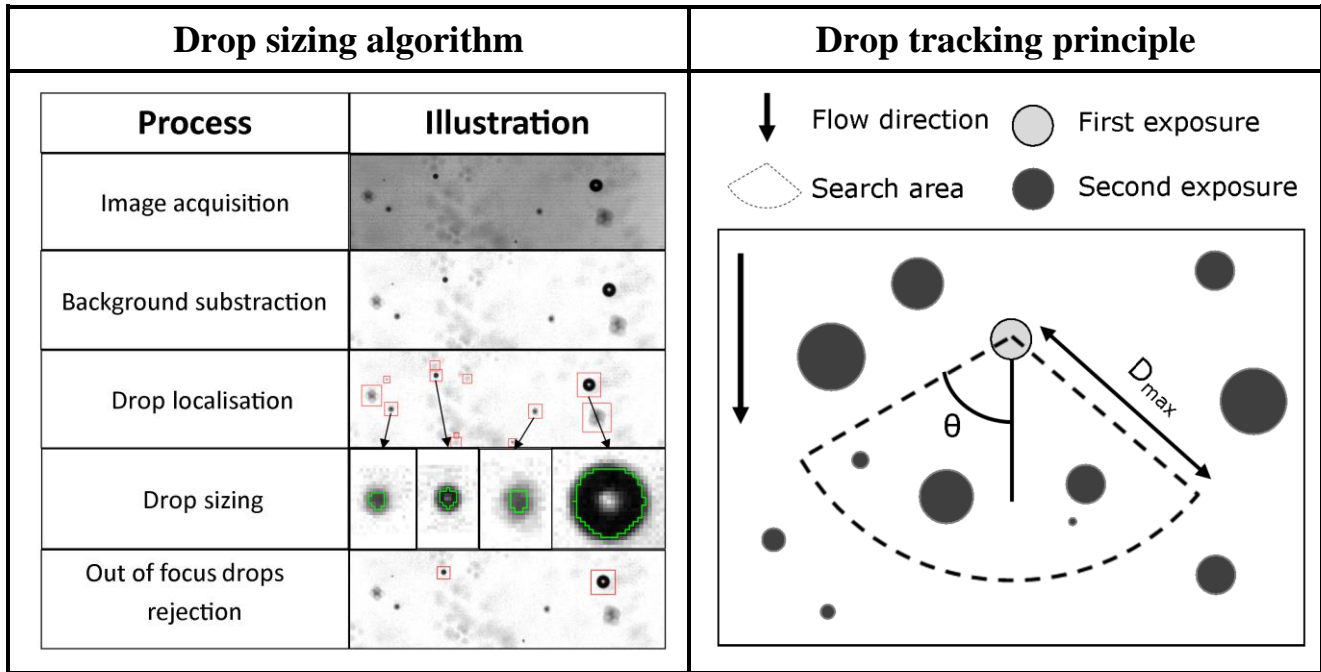 Drop sizing algorithm
Drop tracking principle
Process
Illustration
Image acquisition
Background substraction
Drop localisation
Drop sizing
Out of focus drops
rejection
Flow direction
First exposure
Search area
Second exposure
θ
D_max